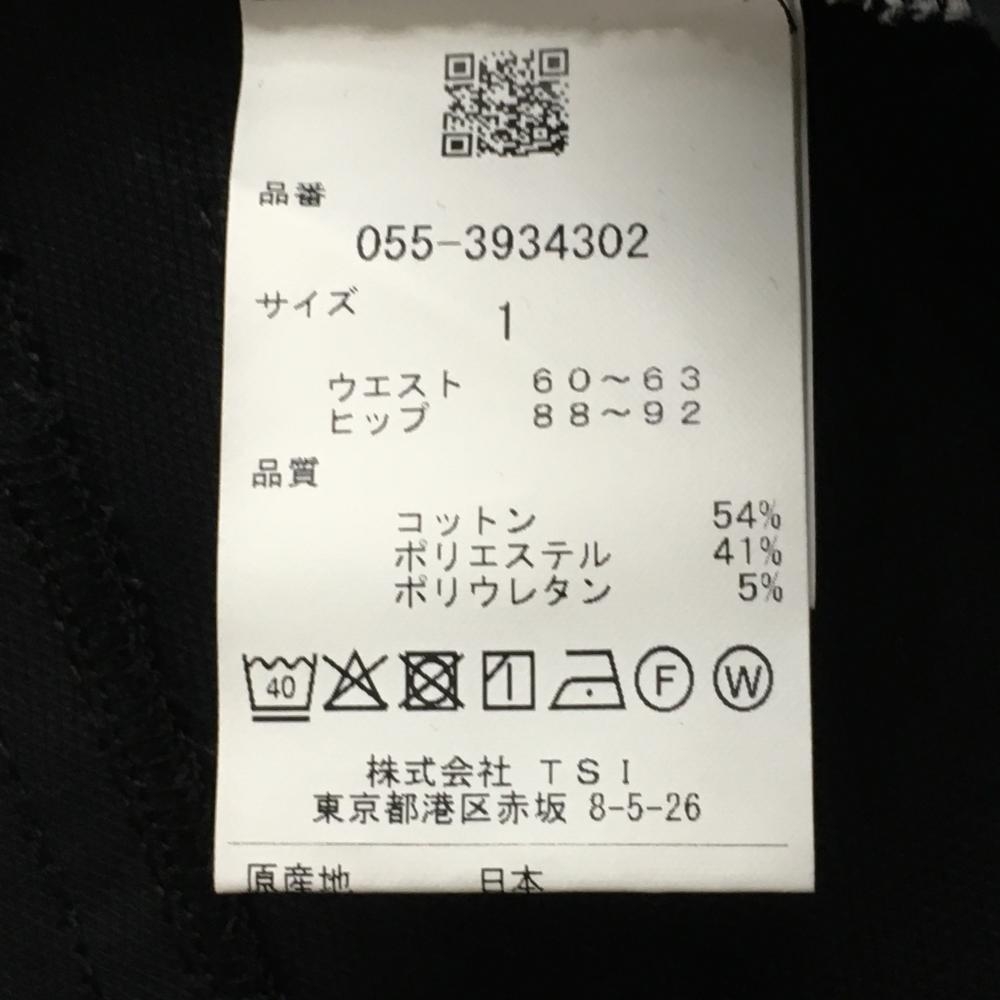 品番
055-3934302
サイズ 1
ウエスト 60〜63
ヒップ 88〜92
品質
コットン 54%
ポリエステル 41%
ポリウレタン 5%
40 F W
株式会社 TSI
東京都港区赤坂 8-5-26
原産地 日本